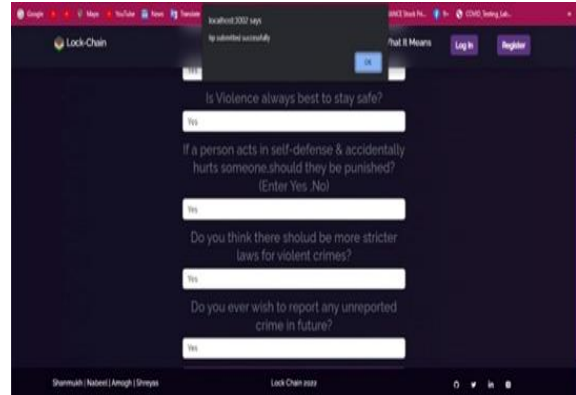 Google
Maps
YouTube
News
Translate
localhost:3002 says
tip submitted successfully
OK
Lock-Chain
What It Means
Log In
Register
Yes
Is Violence always best to stay safe?
Yes
If a person acts in self-defense & accidentally
hurts someone,should they be punished?
(Enter Yes ,No)
Yes
Do you think there sholud be more stricter
laws for violent crimes?
Yes
Do you ever wish to report any unreported
crime in future?
Yes
Shanmukh | Nabeel | Amogh | Shreyas
Lock Chain 2022